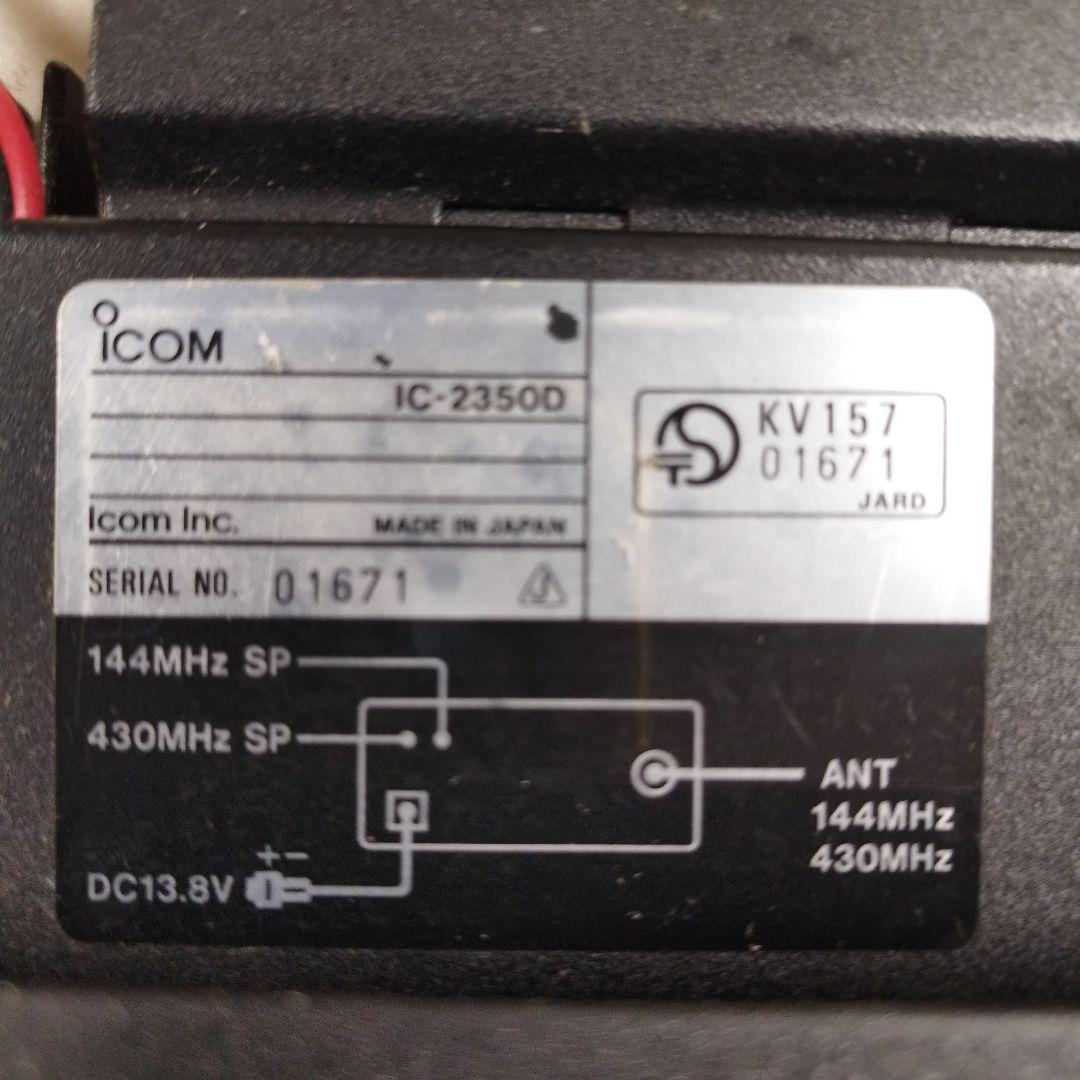 ICOM
IC-2350D
Icom Inc. MADE IN JAPAN
SERIAL NO. 01671
KV157
01671
JARD
144MHz SP
430MHz SP
+ −
DC13.8V
ANT
144MHz
430MHz